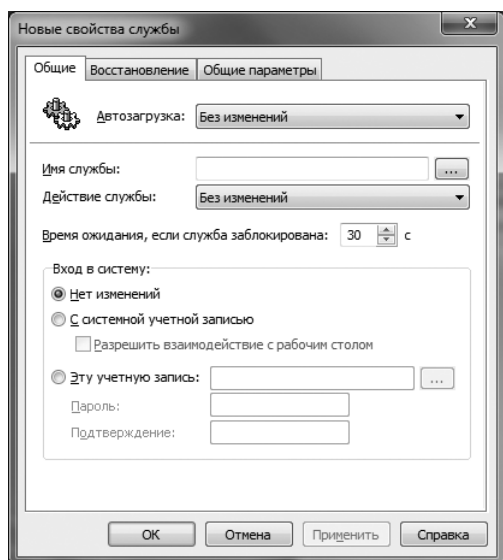 Новые свойства службы
Общие Восстановление Общие параметры
Автозагрузка: Без изменений
Имя службы: ...
Действие службы: Без изменений
Время ожидания, если служба заблокирована: 30 с
Вход в систему:
Нет изменений
С системной учетной записью
Разрешить взаимодействие с рабочим столом
Эту учетную запись: ...
Пароль:
Подтверждение:
ОК Отмена Применить Справка